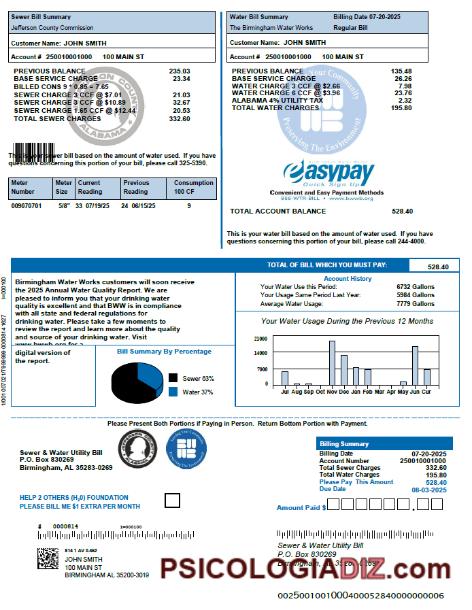 Sewer Bill Summary
Jefferson County Commission
Customer Name: JOHN SMITH
Account # 250010001000 100 MAIN ST
PREVIOUS BALANCE 235.03
BASE SERVICE CHARGE 23.34
BILLED CONS 9 * 0.85 = 7.65
SEWER CHARGE 3 CCF @ $7.01 21.03
SEWER CHARGE 3 CCF @ $10.89 32.67
SEWER CHARGE 1.65 CCF @ $12.44 20.53
TOTAL SEWER CHARGES 332.60
ALABAMA
This is your sewer bill based on the amount of water used. If you have
questions concerning this portion of your bill, please call 325-5390.
Meter Number Meter Size Current Reading Previous Reading Consumption 100 CF
009070701 5/8" 33 07/19/25 24 06/15/25 9
Water Bill Summary Billing Date 07-20-2025
The Birmingham Water Works Regular Bill
Customer Name: JOHN SMITH
Account # 250010001000 100 MAIN ST
PREVIOUS BALANCE 135.48
BASE SERVICE CHARGE 26.26
WATER CHARGE 3 CCF @ $2.66 7.98
WATER CHARGE 6 CCF @ $3.96 23.76
ALABAMA 4% UTILITY TAX 2.32
TOTAL WATER CHARGES 195.80
Preserving The Environment
easypay
Quick Sign Up
Convenient and Easy Payment Methods
866-WTR-BILL • www.bwwb.org
TOTAL ACCOUNT BALANCE 528.40
This is your water bill based on the amount of water used. If you have
questions concerning this portion of your bill, please call 244-4000.
TOTAL OF BILL WHICH YOU MUST PAY: 528.40
Birmingham Water Works customers will soon receive
the 2025 Annual Water Quality Report. We are
pleased to inform you that your drinking water
quality is excellent and that BWW is in compliance
with all state and federal regulations for
drinking water. Please take a few moments to
review the report and learn more about the quality
and source of your drinking water. Visit
digital version of
the report.
Account History
Your Water Use this Period: 6732 Gallons
Your Usage Same Period Last Year: 5984 Gallons
Average Water Usage: 7779 Gallons
Bill Summary By Percentage
Sewer 63%
Water 37%
Your Water Usage During the Previous 12 Months
21000
14000
7000
0
Jul Aug Sep Oct Nov Dec Jan Feb Mar Apr May Jun Cur
Please Present Both Portions if Paying in Person. Return Bottom Portion with Payment.
Sewer & Water Utility Bill
P.O. Box 830269
Birmingham, AL 35283-0269
HELP 2 OTHERS (H2O) FOUNDATION
PLEASE BILL ME $1 EXTRA PER MONTH
Billing Summary
Billing Date 07-20-2025
Account Number 250010001000
Total Sewer Charges 332.60
Total Water Charges 195.80
Please Pay This Amount 528.40
Due Date 08-03-2025
Amount Paid $
# 0000814
JOHN SMITH
100 MAIN ST
BIRMINGHAM AL 35200-3019
Sewer & Water Utility Bill
P.O. Box 830269
PSICOLOGIADIZ.com